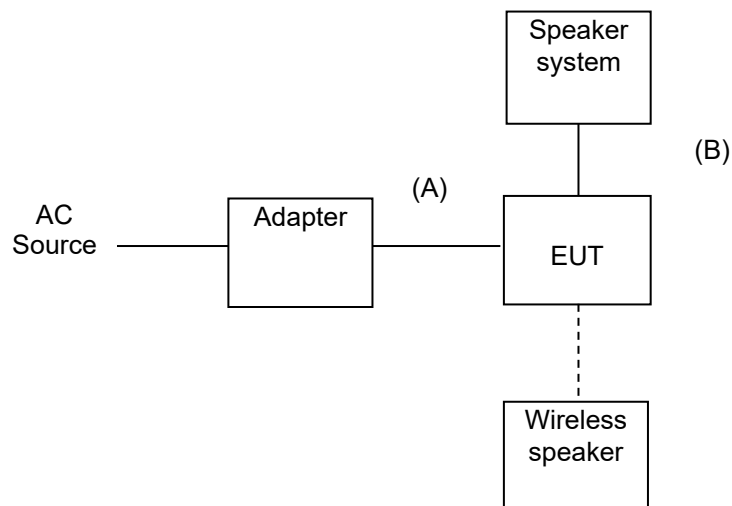 Speaker
system
(B)
(A)
AC
Source
Adapter
EUT
Wireless
speaker